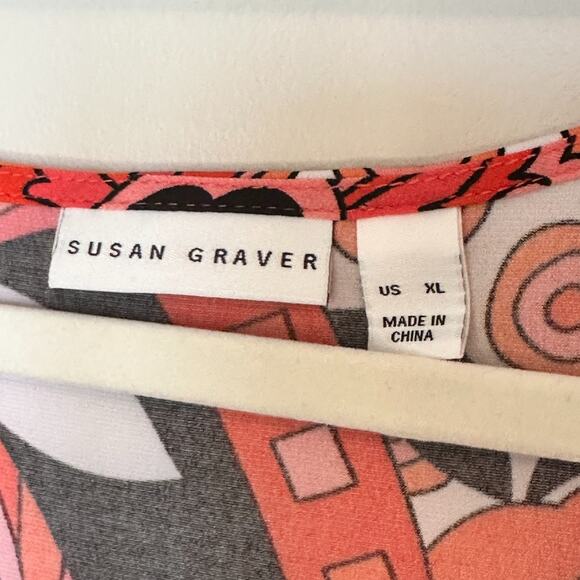 SUSAN GRAVER
US XL
MADE IN
CHINA